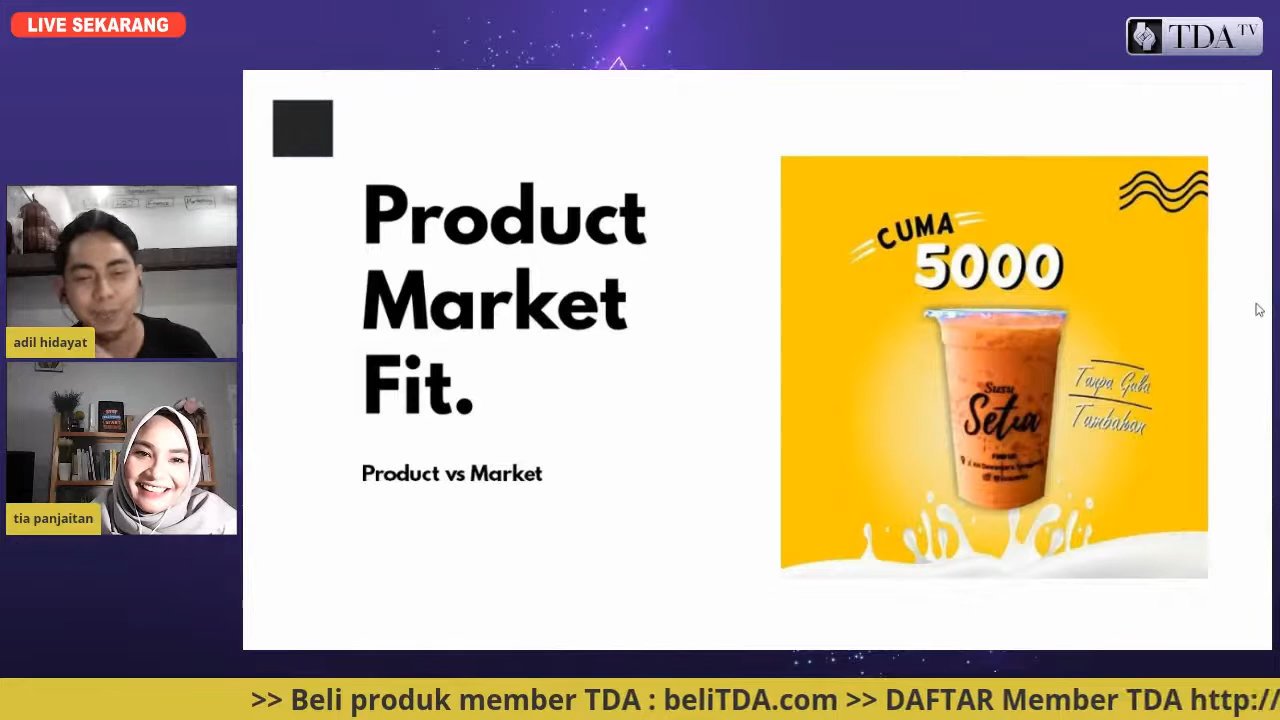 LIVE SEKARANG
TDA TV
Product
Market
Fit.
Product vs Market
CUMA
5000
Susu
Setia
Tanpa Gula
Tambahan
adil hidayat
tia panjaitan
>> Beli produk member TDA : beliTDA.com >> DAFTAR Member TDA http://